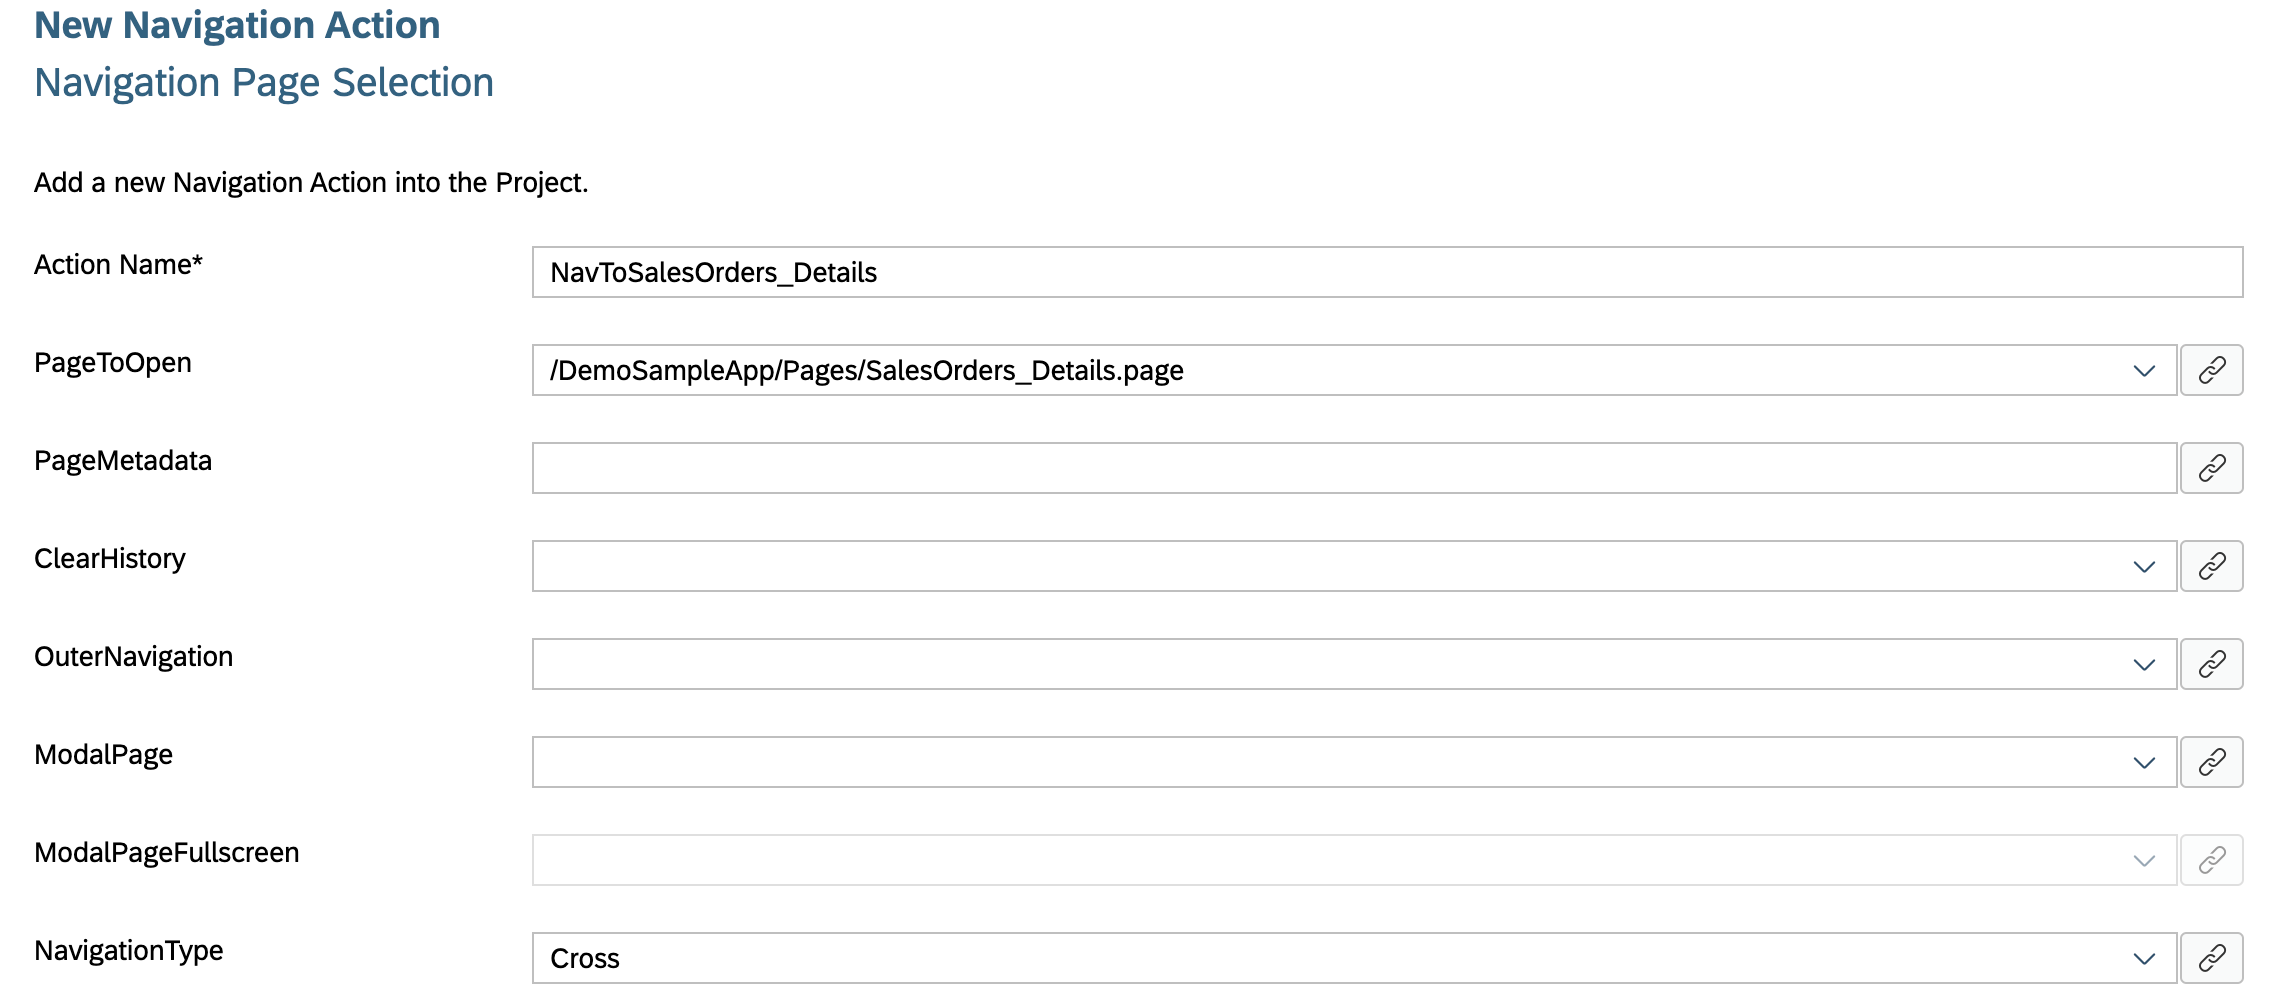 New Navigation Action
Navigation Page Selection
Add a new Navigation Action into the Project.
Action Name*
NavToSalesOrders_Details
PageToOpen
/DemoSampleApp/Pages/SalesOrders_Details.page
PageMetadata
ClearHistory
OuterNavigation
ModalPage
ModalPageFullscreen
NavigationType
Cross